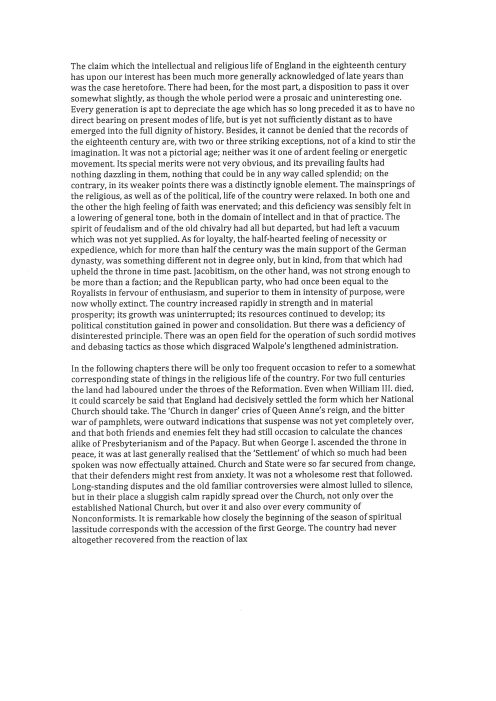 The claim which the intellectual and religious life of England in the eighteenth century
has upon our interest has been much more generally acknowledged of late years than
was the case heretofore. There had been, for the most part, a disposition to pass it over
somewhat slightly, as though the whole period were a prosaic and uninteresting one.
Every generation is apt to depreciate the age which has so long preceded it as to have no
direct bearing on present modes of life, but is yet not sufficiently distant as to have
emerged into the full dignity of history. Besides, it cannot be denied that the records of
the eighteenth century are, with two or three striking exceptions, not of a kind to stir the
imagination. It was not a pictorial age; neither was it one of ardent feeling or energetic
movement. Its special merits were not very obvious, and its prevailing faults had
nothing dazzling in them, nothing that could be in any way called splendid; on the
contrary, in its weaker points there was a distinctly ignoble element. The mainsprings of
the religious, as well as of the political, life of the country were relaxed. In both one and
the other the high feeling of faith was enervated; and this deficiency was sensibly felt in
a lowering of general tone, both in the domain of intellect and in that of practice. The
spirit of feudalism and of the old chivalry had all but departed, but had left a vacuum
which was not yet supplied. As for loyalty, the half-hearted feeling of necessity or
expedience, which for more than half the century was the main support of the German
dynasty, was something different not in degree only, but in kind, from that which had
upheld the throne in time past. Jacobitism, on the other hand, was not strong enough to
be more than a faction; and the Republican party, who had once been equal to the
Royalists in fervour of enthusiasm, and superior to them in intensity of purpose, were
now wholly extinct. The country increased rapidly in strength and in material
prosperity; its growth was uninterrupted; its resources continued to develop; its
political constitution gained in power and consolidation. But there was a deficiency of
disinterested principle. There was an open field for the operation of such sordid motives
and debasing tactics as those which disgraced Walpole's lengthened administration.
In the following chapters there will be only too frequent occasion to refer to a somewhat
corresponding state of things in the religious life of the country. For two full centuries
the land had laboured under the throes of the Reformation. Even when William III. died,
it could scarcely be said that England had decisively settled the form which her National
Church should take. The 'Church in danger' cries of Queen Anne's reign, and the bitter
war of pamphlets, were outward indications that suspense was not yet completely over,
and that both friends and enemies felt they had still occasion to calculate the chances
alike of Presbyterianism and of the Papacy. But when George I. ascended the throne in
peace, it was at last generally realised that the 'Settlement' of which so much had been
spoken was now effectually attained. Church and State were so far secured from change,
that their defenders might rest from anxiety. It was not a wholesome rest that followed.
Long-standing disputes and the old familiar controversies were almost lulled to silence,
but in their place a sluggish calm rapidly spread over the Church, not only over the
established National Church, but over it and also over every community of
Nonconformists. It is remarkable how closely the beginning of the season of spiritual
lassitude corresponds with the accession of the first George. The country had never
altogether recovered from the reaction of lax